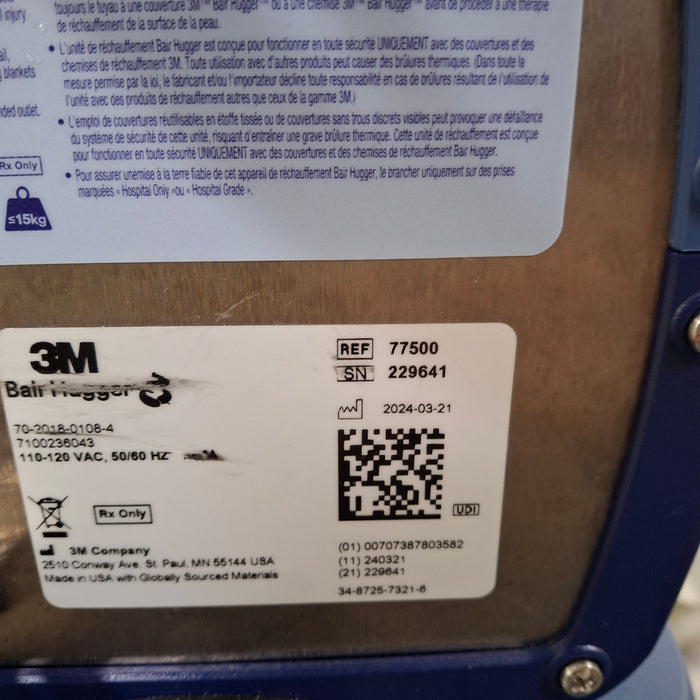 toujours le tuyau à une couverture 3M™ Bair Hugger™ ou à une chemise 3M™ Bair Hugger™ avant de procéder à une thérapie
de réchauffement de la surface de la peau.
l injury
• L'unité de réchauffement Bair Hugger est conçue pour fonctionner en toute sécurité UNIQUEMENT avec des couvertures et des
chemises de réchauffement 3M. Toute utilisation avec d'autres produits peut causer des brûlures thermiques. (Dans toute la
mesure permise par la loi, le fabricant et/ou l'importateur décline toute responsabilité en cas de brûlures résultant de l'utilisation de
l'unité avec des produits de réchauffement autres que ceux de la gamme 3M.)
blankets
• L'emploi de couvertures réutilisables en étoffe tissée ou de couvertures sans trous discrets visibles peut provoquer une défaillance
du système de sécurité de cette unité, risquant d'entraîner une grave brûlure thermique. Cette unité de réchauffement est conçue
pour fonctionner en toute sécurité UNIQUEMENT avec des couvertures et des chemises de réchauffement Bair Hugger.
ded outlet.
• Pour assurer unemise à la terre fiable de cet appareil de réchauffement Bair Hugger, le brancher uniquement sur des prises
marquées « Hospital Only »ou « Hospital Grade ».
Rx Only
≤15kg
3M
Bair Hugger
70-2018-0108-4
7100236043
110-120 VAC, 50/60 HZ
Rx Only
3M Company
2510 Conway Ave. St. Paul, MN 55144 USA
Made in USA with Globally Sourced Materials
REF 77500
SN 229641
2024-03-21
UDI
(01) 00707387803582
(11) 240321
(21) 229641
34-8725-7321-6